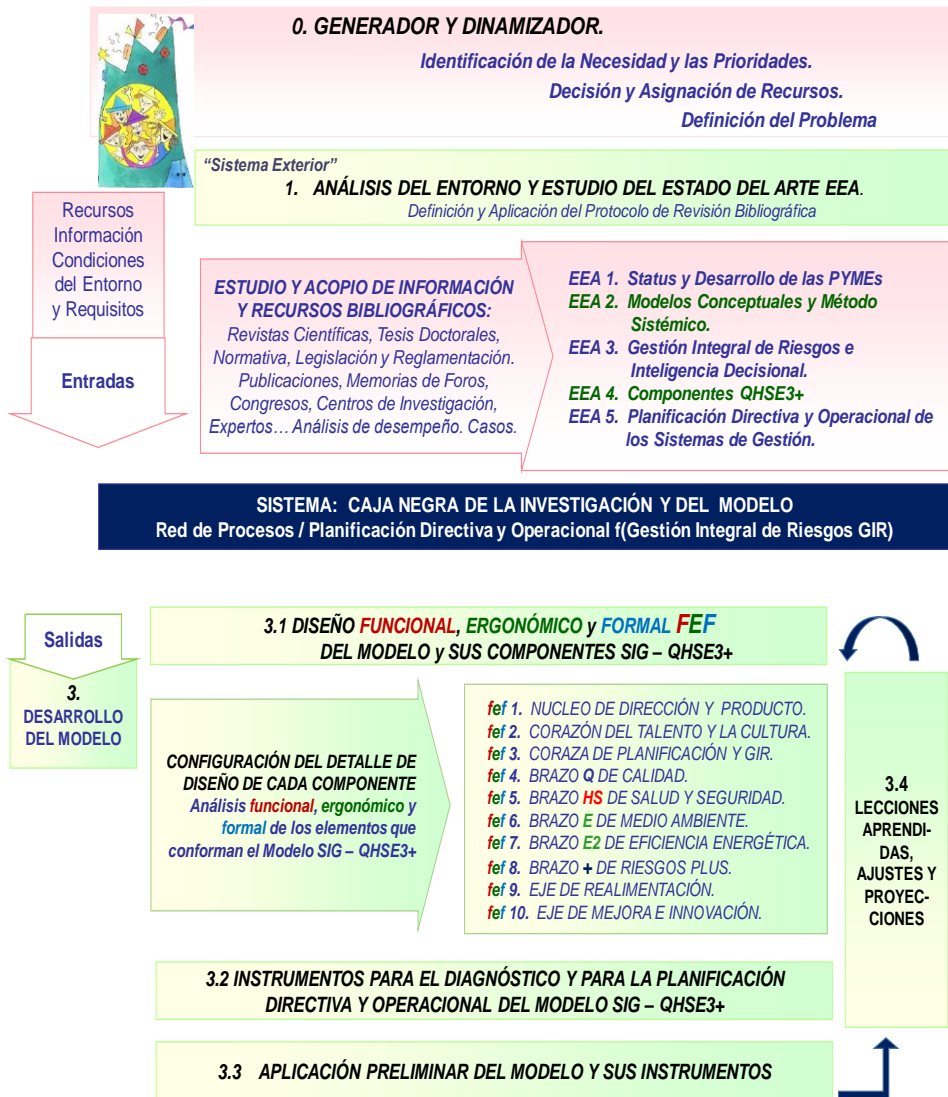 0. GENERADOR Y DINAMIZADOR.
Identificación de la Necesidad y las Prioridades.
Decisión y Asignación de Recursos.
Definición del Problema
“Sistema Exterior”
1. ANÁLISIS DEL ENTORNO Y ESTUDIO DEL ESTADO DEL ARTE EEA.
Definición y Aplicación del Protocolo de Revisión Bibliográfica
Recursos
Información
Condiciones
del Entorno
y Requisitos
Entradas
ESTUDIO Y ACOPIO DE INFORMACIÓN
Y RECURSOS BIBLIOGRÁFICOS:
Revistas Científicas, Tesis Doctorales,
Normativa, Legislación y Reglamentación.
Publicaciones, Memorias de Foros,
Congresos, Centros de Investigación,
Expertos… Análisis de desempeño. Casos.
EEA 1. Status y Desarrollo de las PYMEs
EEA 2. Modelos Conceptuales y Método
Sistémico.
EEA 3. Gestión Integral de Riesgos e
Inteligencia Decisional.
EEA 4. Componentes QHSE3+
EEA 5. Planificación Directiva y Operacional de
los Sistemas de Gestión.
SISTEMA: CAJA NEGRA DE LA INVESTIGACIÓN Y DEL MODELO
Red de Procesos / Planificación Directiva y Operacional f(Gestión Integral de Riesgos GIR)
Salidas
3.
DESARROLLO
DEL MODELO
3.1 DISEÑO FUNCIONAL, ERGONÓMICO y FORMAL FEF
DEL MODELO y SUS COMPONENTES SIG – QHSE3+
CONFIGURACIÓN DEL DETALLE DE
DISEÑO DE CADA COMPONENTE
Análisis funcional, ergonómico y
formal de los elementos que
conforman el Modelo SIG – QHSE3+
fef 1. NUCLEO DE DIRECCIÓN Y PRODUCTO.
fef 2. CORAZÓN DEL TALENTO Y LA CULTURA.
fef 3. CORAZA DE PLANIFICACIÓN Y GIR.
fef 4. BRAZO Q DE CALIDAD.
fef 5. BRAZO HS DE SALUD Y SEGURIDAD.
fef 6. BRAZO E DE MEDIO AMBIENTE.
fef 7. BRAZO E2 DE EFICIENCIA ENERGÉTICA.
fef 8. BRAZO + DE RIESGOS PLUS.
fef 9. EJE DE REALIMENTACIÓN.
fef 10. EJE DE MEJORA E INNOVACIÓN.
3.4
LECCIONES
APRENDI-
DAS,
AJUSTES Y
PROYEC-
CIONES
3.2 INSTRUMENTOS PARA EL DIAGNÓSTICO Y PARA LA PLANIFICACIÓN
DIRECTIVA Y OPERACIONAL DEL MODELO SIG – QHSE3+
3.3 APLICACIÓN PRELIMINAR DEL MODELO Y SUS INSTRUMENTOS